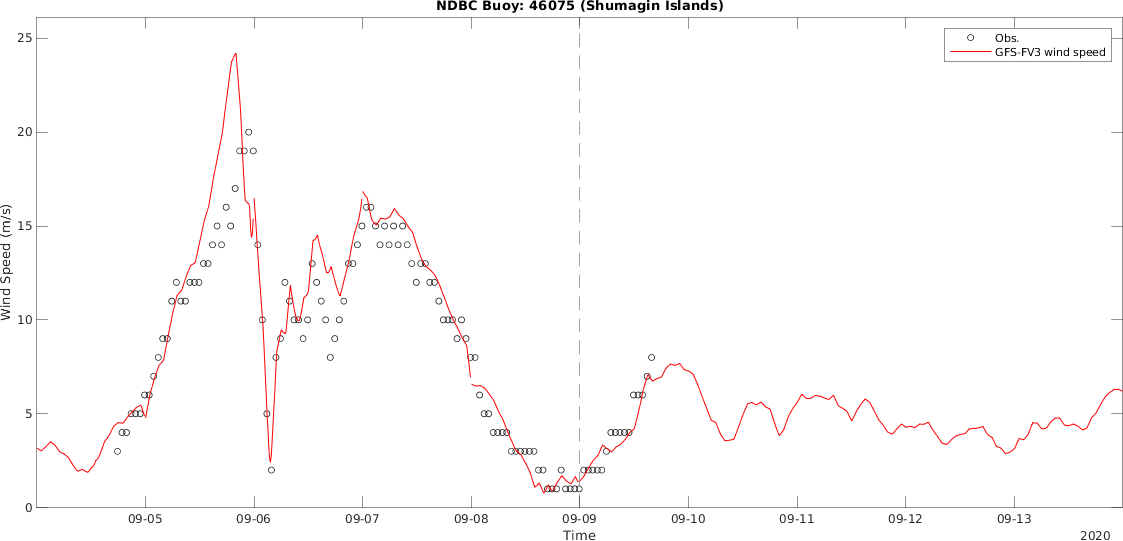 NDBC Buoy: 46075 (Shumagin Islands)
Obs.
GFS-FV3 wind speed
Wind Speed (m/s)
25
20
15
10
5
0
09-05 09-06 09-07 09-08 09-09 09-10 09-11 09-12 09-13
Time
2020